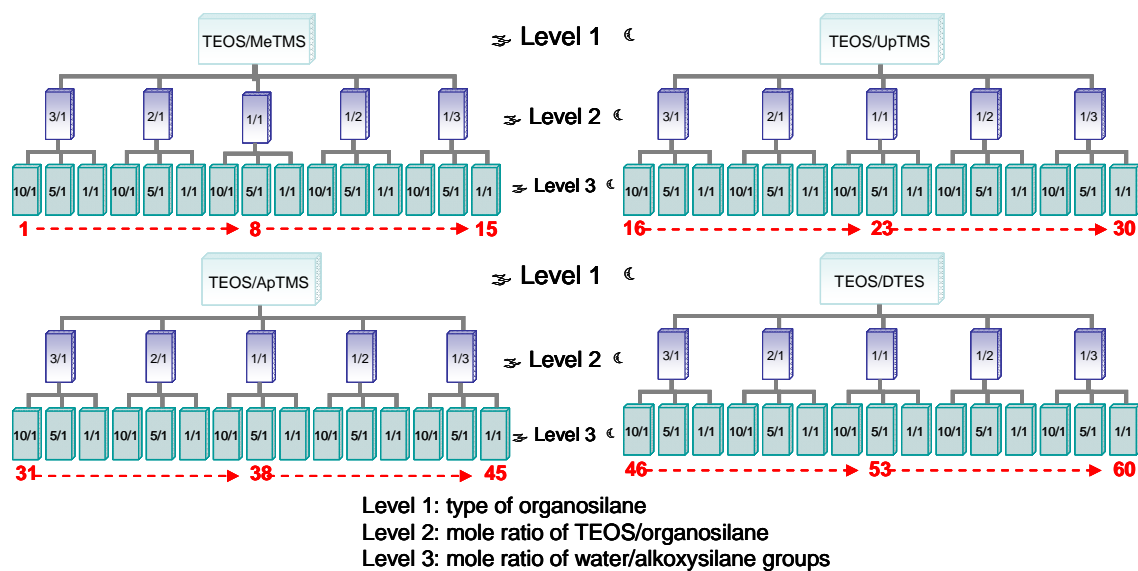 TEOS/MeTMS Level 1 TEOS/UpTMS
3/1 2/1 1/1 1/2 1/3 Level 2 3/1 2/1 1/1 1/2 1/3
10/1 5/1 1/1 10/1 5/1 1/1 10/1 5/1 1/1 10/1 5/1 1/1 10/1 5/1 1/1 Level 3 10/1 5/1 1/1 10/1 5/1 1/1 10/1 5/1 1/1 10/1 5/1 1/1 10/1 5/1 1/1
1 8 15 16 23 30
TEOS/ApTMS Level 1 TEOS/DTES
3/1 2/1 1/1 1/2 1/3 Level 2 3/1 2/1 1/1 1/2 1/3
10/1 5/1 1/1 10/1 5/1 1/1 10/1 5/1 1/1 10/1 5/1 1/1 10/1 5/1 1/1 Level 3 10/1 5/1 1/1 10/1 5/1 1/1 10/1 5/1 1/1 10/1 5/1 1/1 10/1 5/1 1/1
31 38 45 46 53 60
Level 1: type of organosilane
Level 2: mole ratio of TEOS/organosilane
Level 3: mole ratio of water/alkoxysilane groups